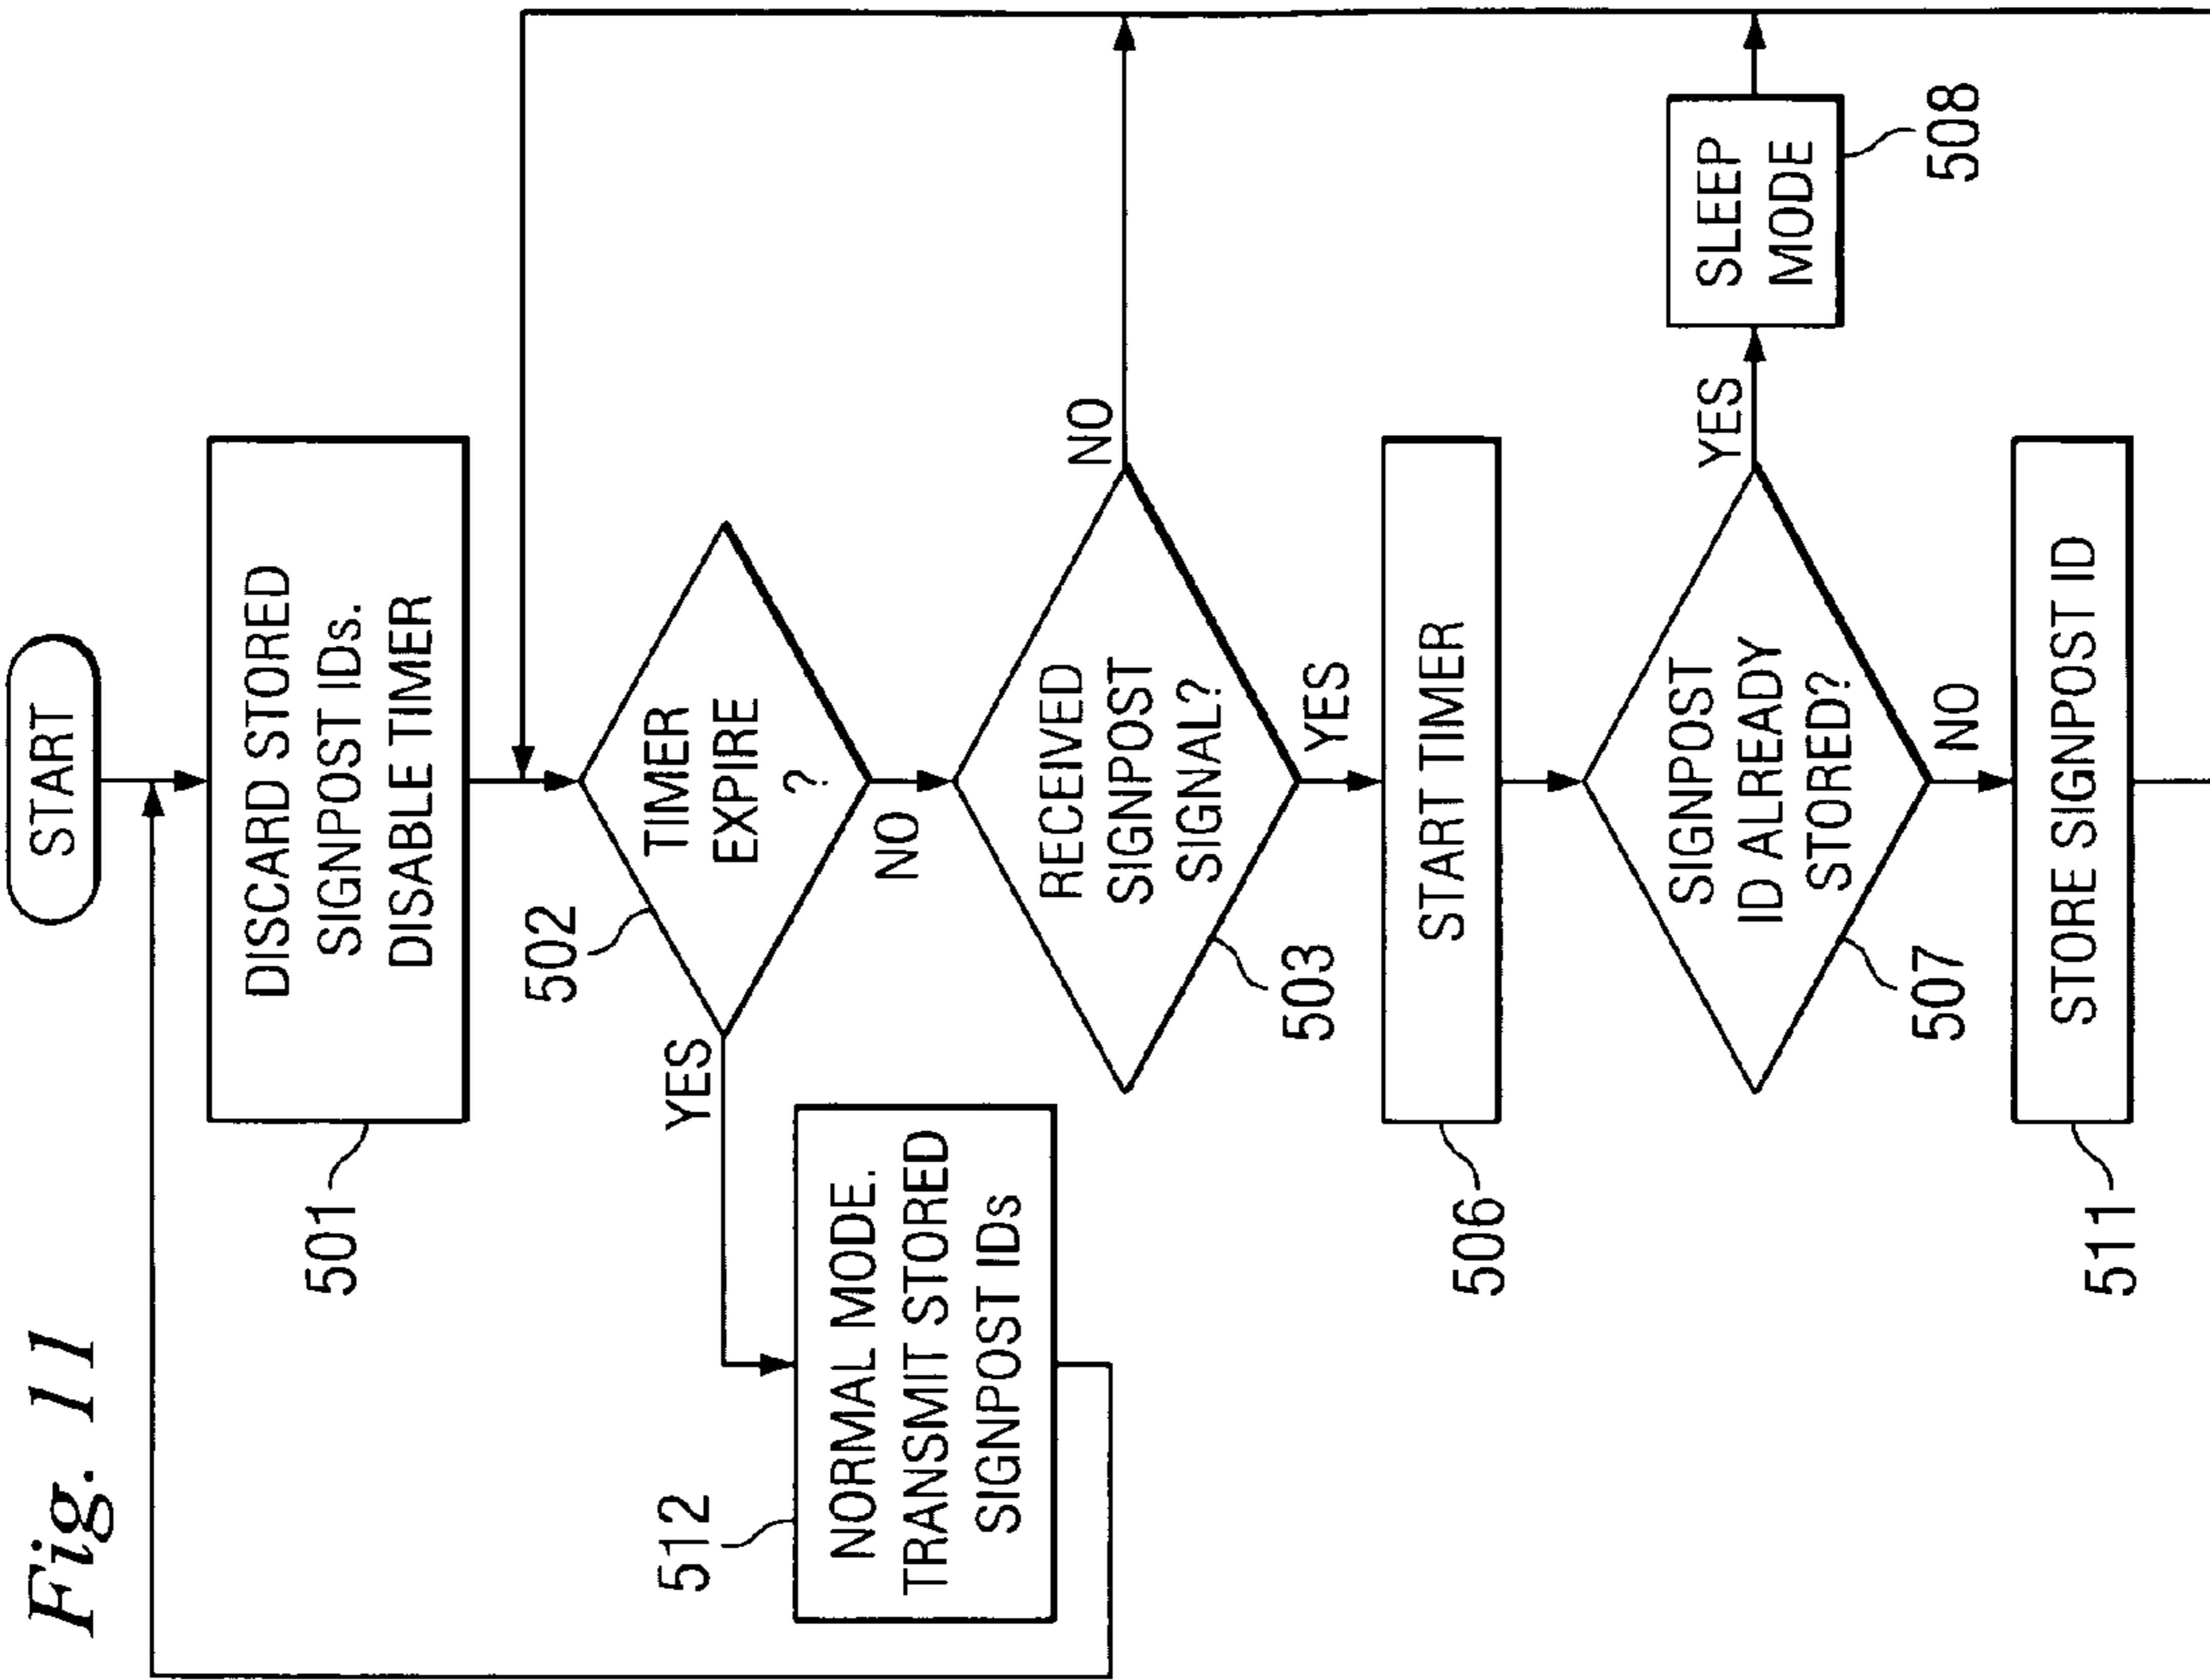 Fig. 11
START
DISCARD STORED
SIGNPOST IDs.
DISABLE TIMER
501
TIMER
EXPIRE
?
502
YES
NO
NORMAL MODE.
TRANSMIT STORED
SIGNPOST IDs
512
RECEIVED
SIGNPOST
SIGNAL?
503
NO
YES
START TIMER
506
SIGNPOST
ID ALREADY
STORED?
507
YES
SLEEP
MODE
508
NO
STORE SIGNPOST ID
511